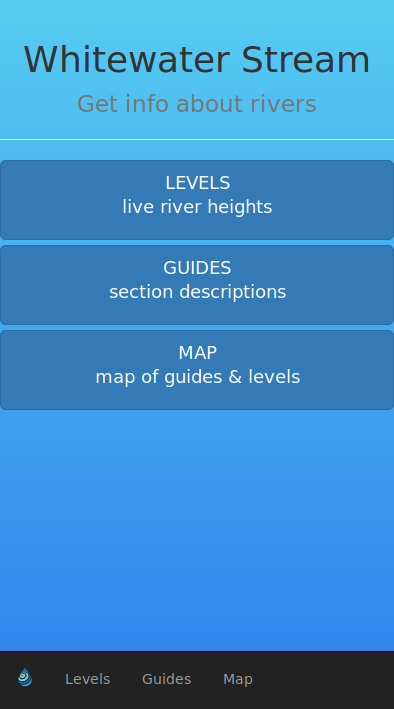 Whitewater Stream
Get info about rivers
LEVELS
live river heights
GUIDES
section descriptions
MAP
map of guides & levels
Levels Guides Map